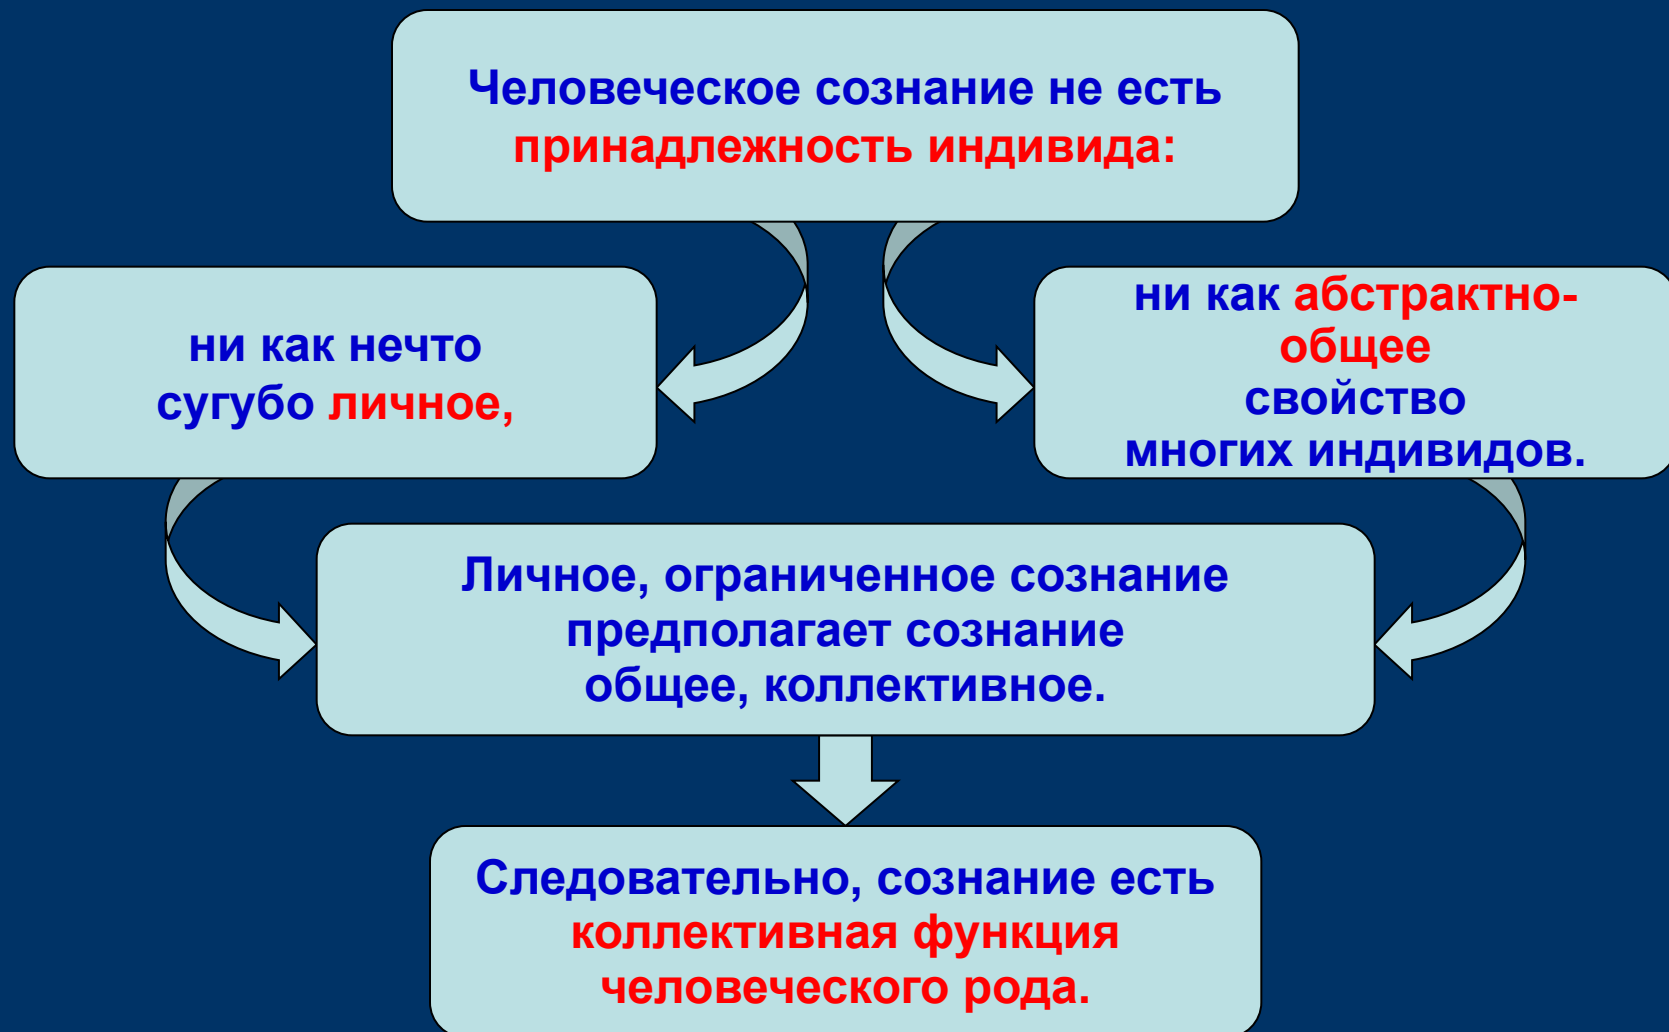 Человеческое сознание не есть
принадлежность индивида:
ни как нечто
сугубо личное,
ни как абстрактно-
общее
свойство
многих индивидов.
Личное, ограниченное сознание
предполагает сознание
общее, коллективное.
Следовательно, сознание есть
коллективная функция
человеческого рода.